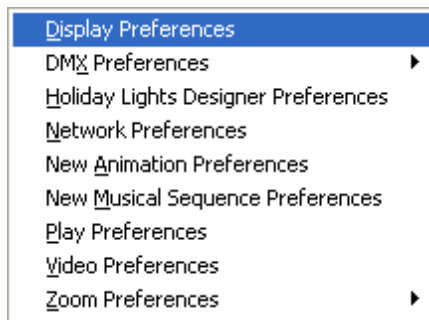 Display Preferences
DMX Preferences
Holiday Lights Designer Preferences
Network Preferences
New Animation Preferences
New Musical Sequence Preferences
Play Preferences
Video Preferences
Zoom Preferences